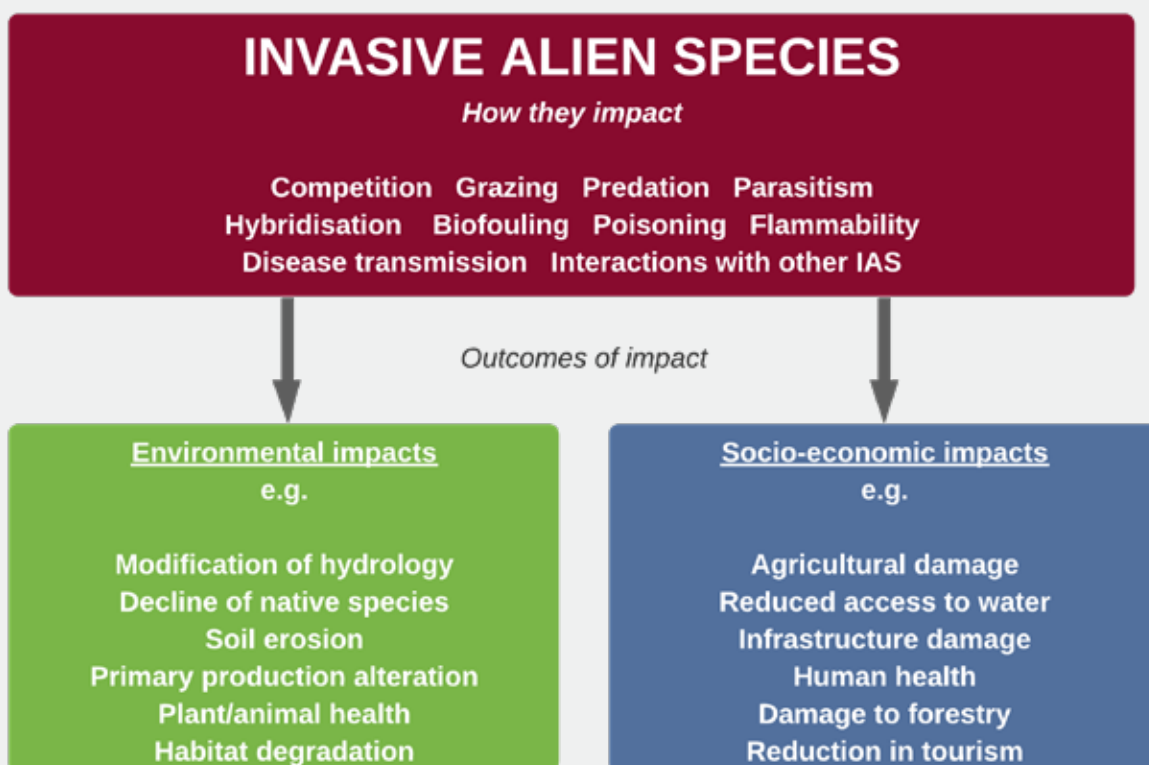 INVASIVE ALIEN SPECIES
How they impact
Competition Grazing Predation Parasitism
Hybridisation Biofouling Poisoning Flammability
Disease transmission Interactions with other IAS
Outcomes of impact
Environmental impacts
e.g.
Modification of hydrology
Decline of native species
Soil erosion
Primary production alteration
Plant/animal health
Habitat degradation
Socio-economic impacts
e.g.
Agricultural damage
Reduced access to water
Infrastructure damage
Human health
Damage to forestry
Reduction in tourism